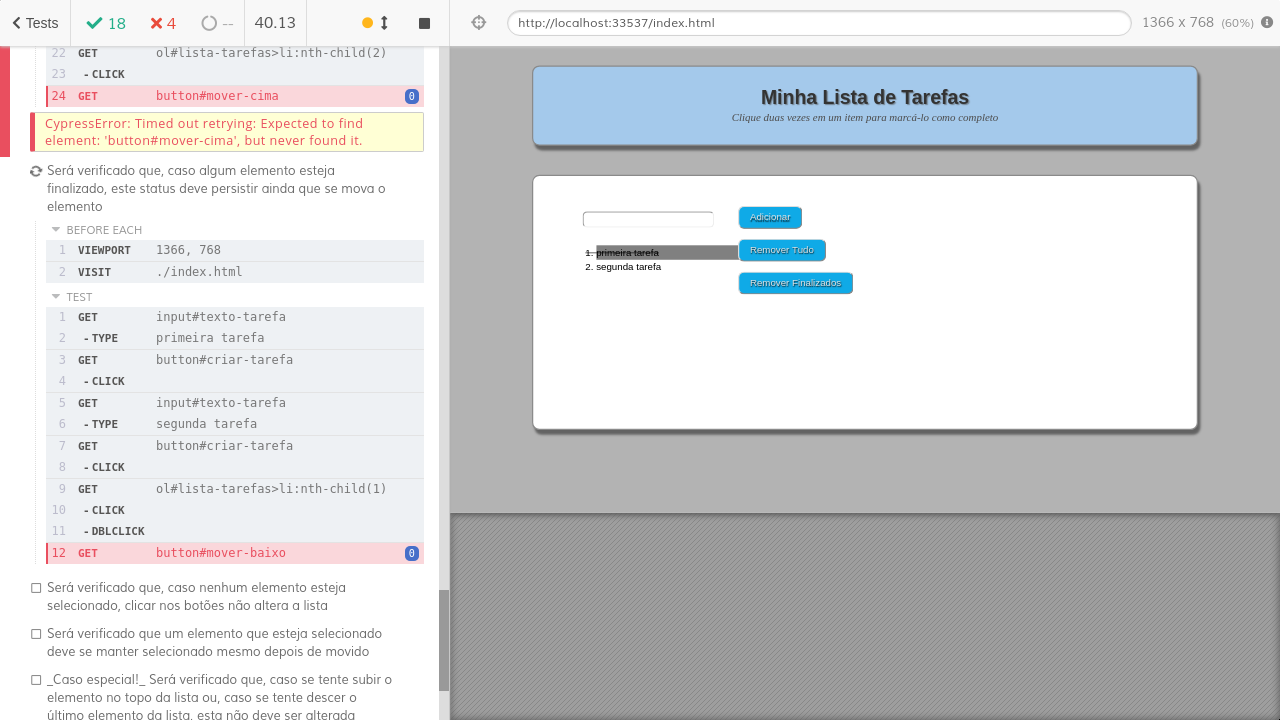 Tests
18
4
--
40.13
http://localhost:33537/index.html
1366 x 768 (60%)
22 GET ol#lista-tarefas>li:nth-child(2)
23 -CLICK
24 GET button#mover-cima 0
CypressError: Timed out retrying: Expected to find
element: 'button#mover-cima', but never found it.
Será verificado que, caso algum elemento esteja
finalizado, este status deve persistir ainda que se mova o
elemento
BEFORE EACH
1 VIEWPORT 1366, 768
2 VISIT ./index.html
TEST
1 GET input#texto-tarefa
2 -TYPE primeira tarefa
3 GET button#criar-tarefa
4 -CLICK
5 GET input#texto-tarefa
6 -TYPE segunda tarefa
7 GET button#criar-tarefa
8 -CLICK
9 GET ol#lista-tarefas>li:nth-child(1)
10 -CLICK
11 -DBLCLICK
12 GET button#mover-baixo 0
Será verificado que, caso nenhum elemento esteja
selecionado, clicar nos botões não altera a lista
Será verificado que um elemento que esteja selecionado
deve se manter selecionado mesmo depois de movido
_Caso especial!_ Será verificado que, caso se tente subir o
elemento no topo da lista ou, caso se tente descer o
último elemento da lista, esta não deve ser alterada
Minha Lista de Tarefas
Clique duas vezes em um item para marcá-lo como completo
Adicionar
1. primeira tarefa
2. segunda tarefa
Remover Tudo
Remover Finalizados